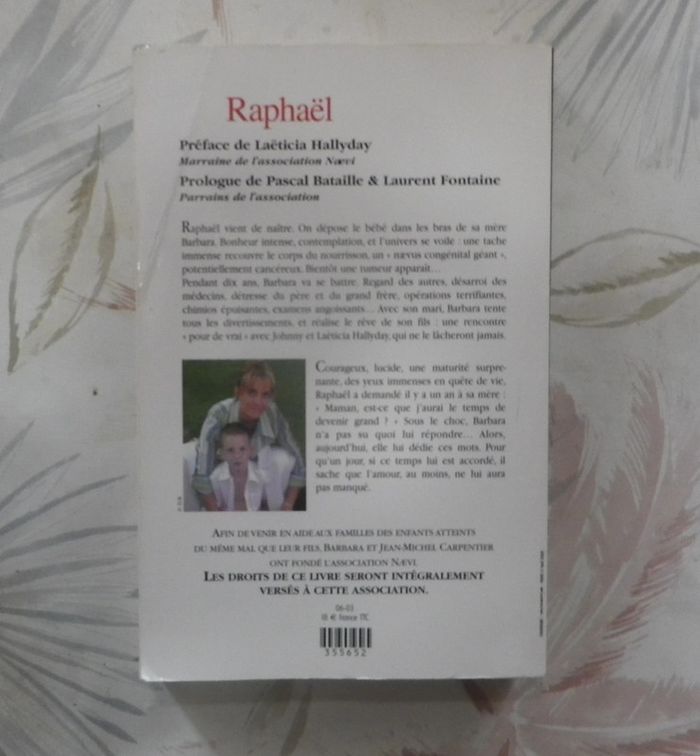 Raphaël
Préface de Laëticia Hallyday
Marraine de l'association Nævi
Prologue de Pascal Bataille & Laurent Fontaine
Parrains de l'association
Raphaël vient de naître. On dépose le bébé dans les bras de sa mère
Barbara. Bonheur intense, contemplation, et l'univers se voile : une tache
immense recouvre le corps du nourrisson, un « nævus congénital géant »,
potentiellement cancéreux. Bientôt une tumeur apparaît…
Pendant dix ans, Barbara va se battre. Regard des autres, désarroi des
médecins, détresse du père et du grand frère, opérations terrifiantes,
chimios épuisantes, examens angoissants… Avec son mari, Barbara tente
tous les divertissements, et réalise le rêve de son fils : une rencontre
« pour de vrai » avec Johnny et Laëticia Hallyday, qui ne le lâcheront jamais.
Courageux, lucide, une maturité surpre-
nante, des yeux immenses en quête de vie,
Raphaël a demandé il y a un an à sa mère :
« Maman, est-ce que j'aurai le temps de
devenir grand ? » Sous le choc, Barbara
n'a pas su quoi lui répondre… Alors,
aujourd'hui, elle lui dédie ces mots. Pour
qu'un jour, si ce temps lui est accordé, il
sache que l'amour, au moins, ne lui aura
pas manqué.
AFIN DE VENIR EN AIDE AUX FAMILLES DES ENFANTS ATTEINTS
DU MÊME MAL QUE LEUR FILS, BARBARA ET JEAN-MICHEL CARPENTIER
ONT FONDÉ L'ASSOCIATION NÆVI.
LES DROITS DE CE LIVRE SERONT INTÉGRALEMENT
VERSÉS À CETTE ASSOCIATION.
06-03
18 € France TTC
355652